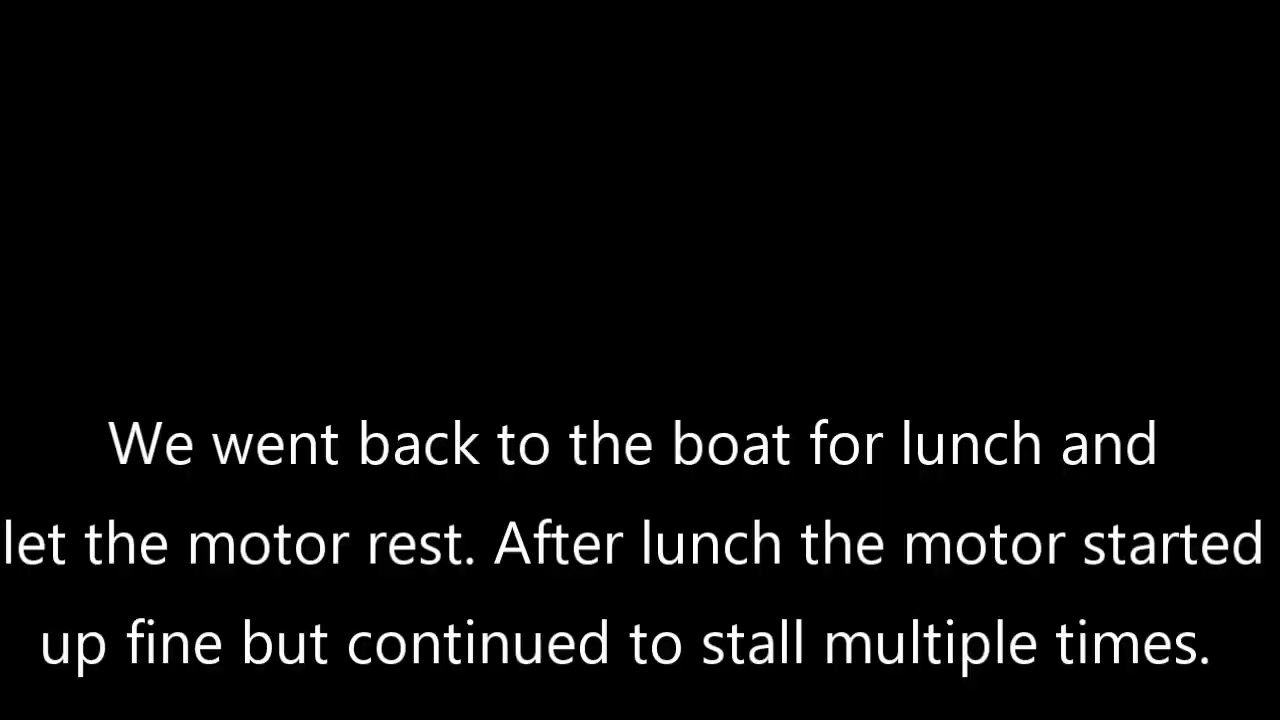 We went back to the boat for lunch and
let the motor rest. After lunch the motor started
up fine but continued to stall multiple times.